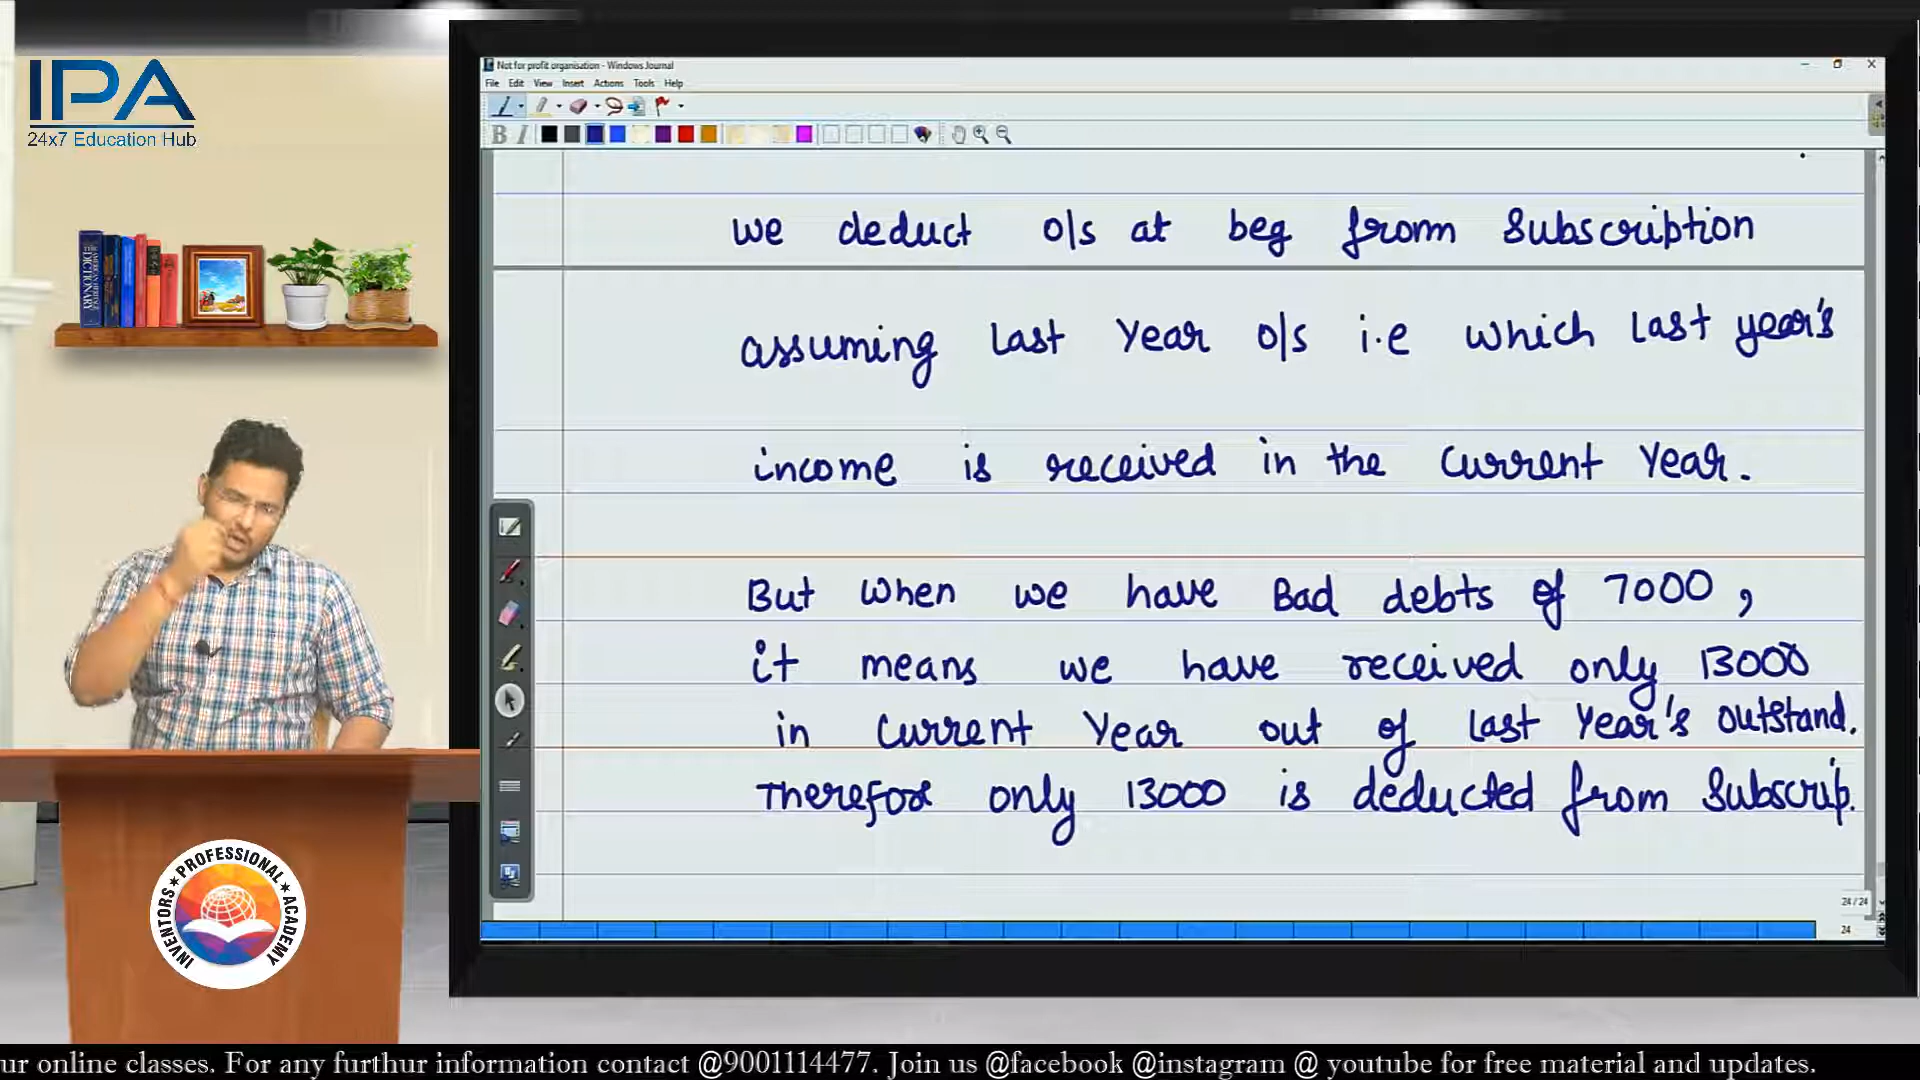 IPA
24x7 Education Hub
Not for profit organisation - Windows Journal
File Edit View Insert Actions Tools Help
B I
we deduct o/s at beg from Subscription
assuming last Year o/s i.e which last year's
income is received in the current Year.
But when we have Bad debts of 7000,
it means we have received only 13000
in current Year out of last Year's outstand.
Therefore only 13000 is deducted from Subscrip.
24 / 24
24
INVENTORS PROFESSIONAL ACADEMY
ur online classes. For any furthur information contact @9001114477. Join us @facebook @instagram @ youtube for free material and updates.